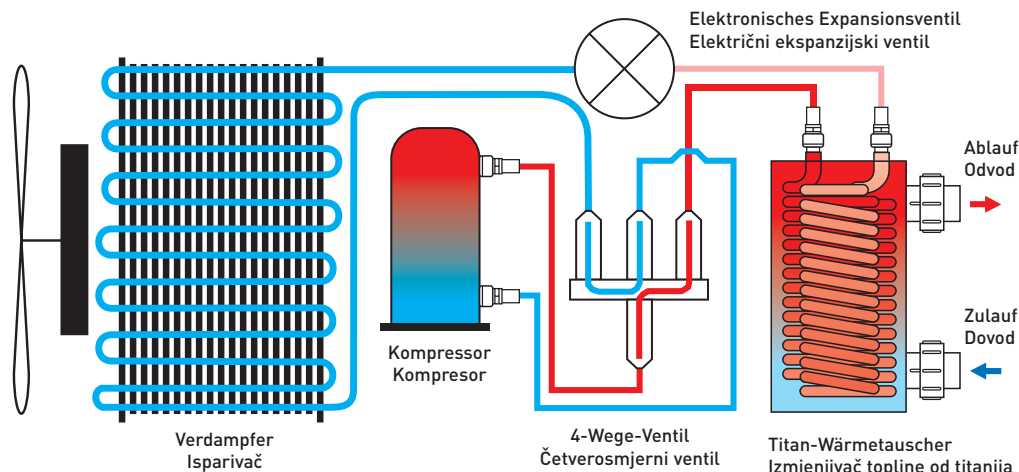 Elektronisches Expansionsventil
Električni ekspanzijski ventil
Ablauf
Odvod
Zulauf
Dovod
Kompressor
Kompresor
Verdampfer
Isparivač
4-Wege-Ventil
Četverosmjerni ventil
Titan-Wärmetauscher
Izmjenjivač topline od titanija